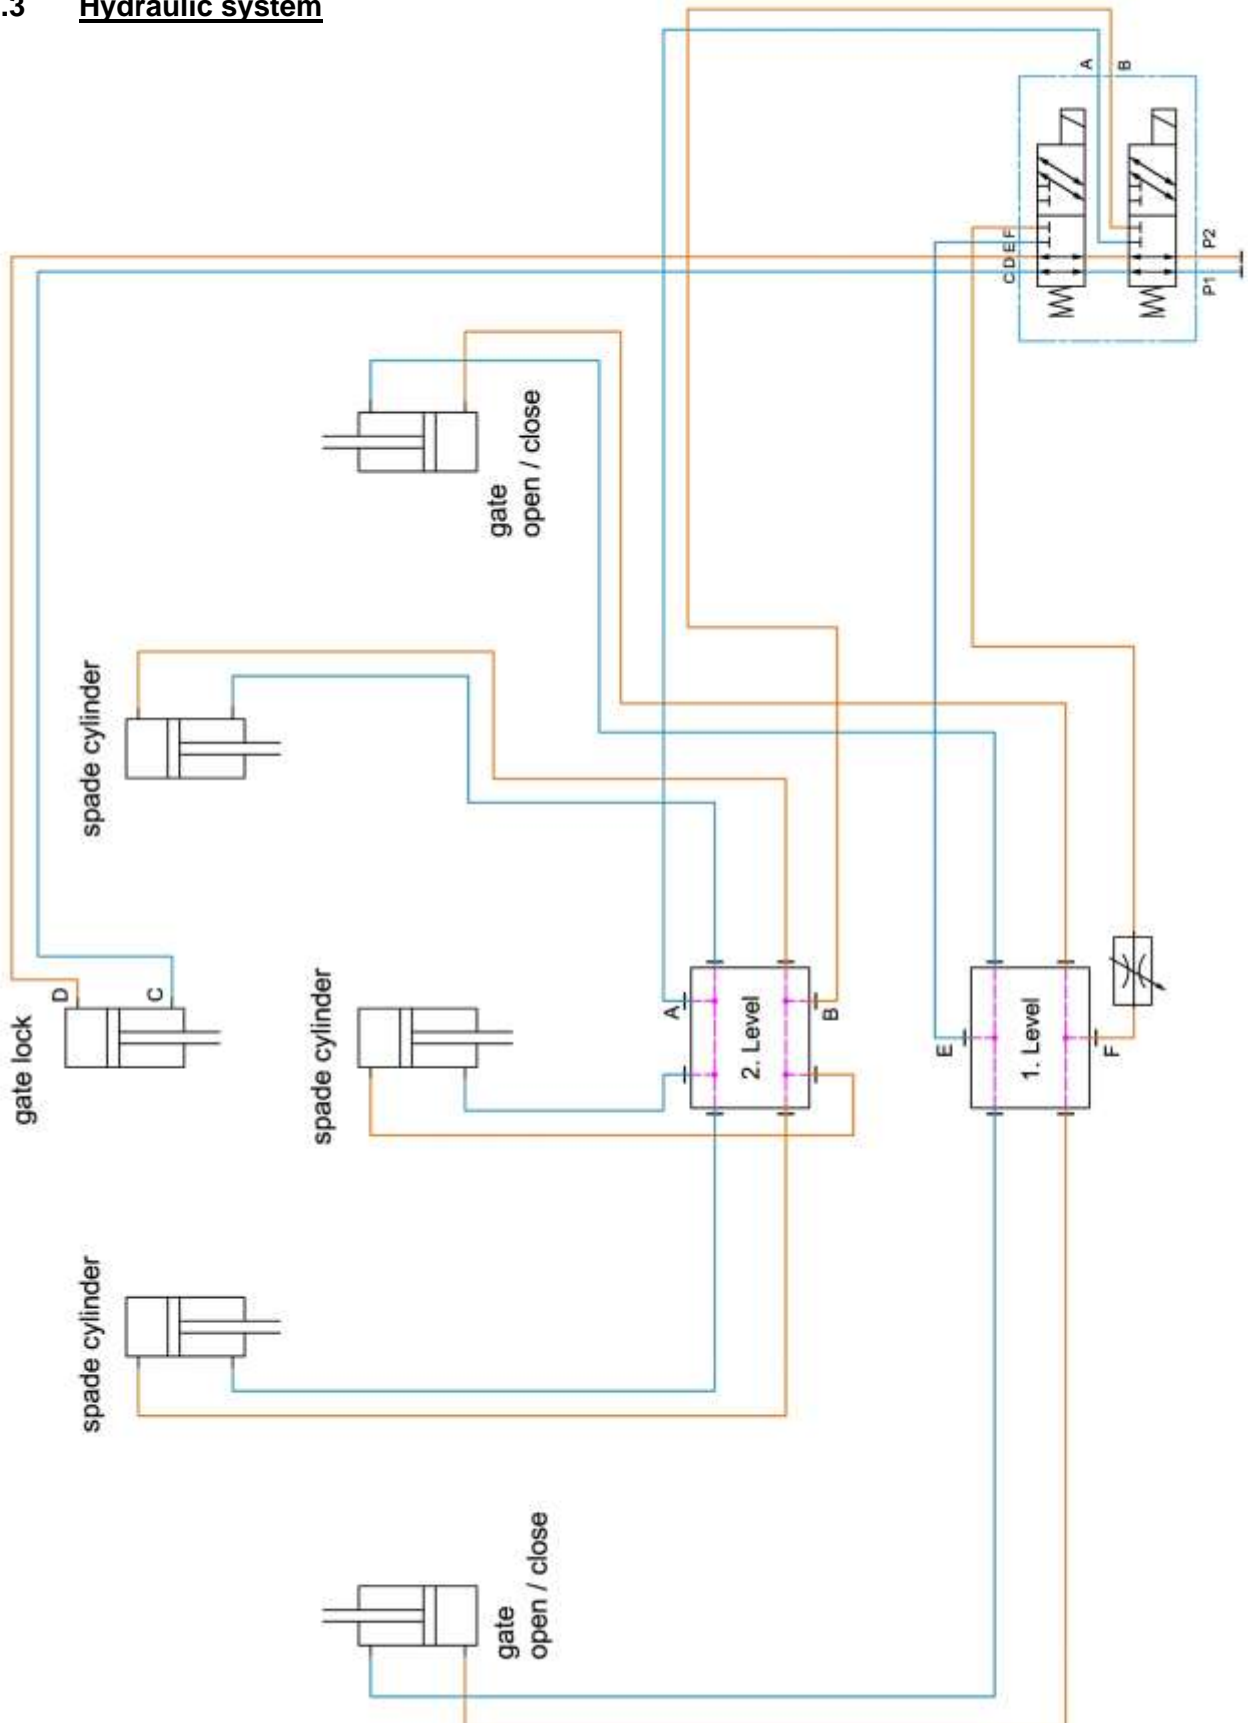 .3 Hydraulic system
A
B
C D E F
P1 P2
gate
open / close
spade cylinder
D
C
gate lock
spade cylinder
A
B
2. Level
E
F
1. Level
spade cylinder
gate
open / close